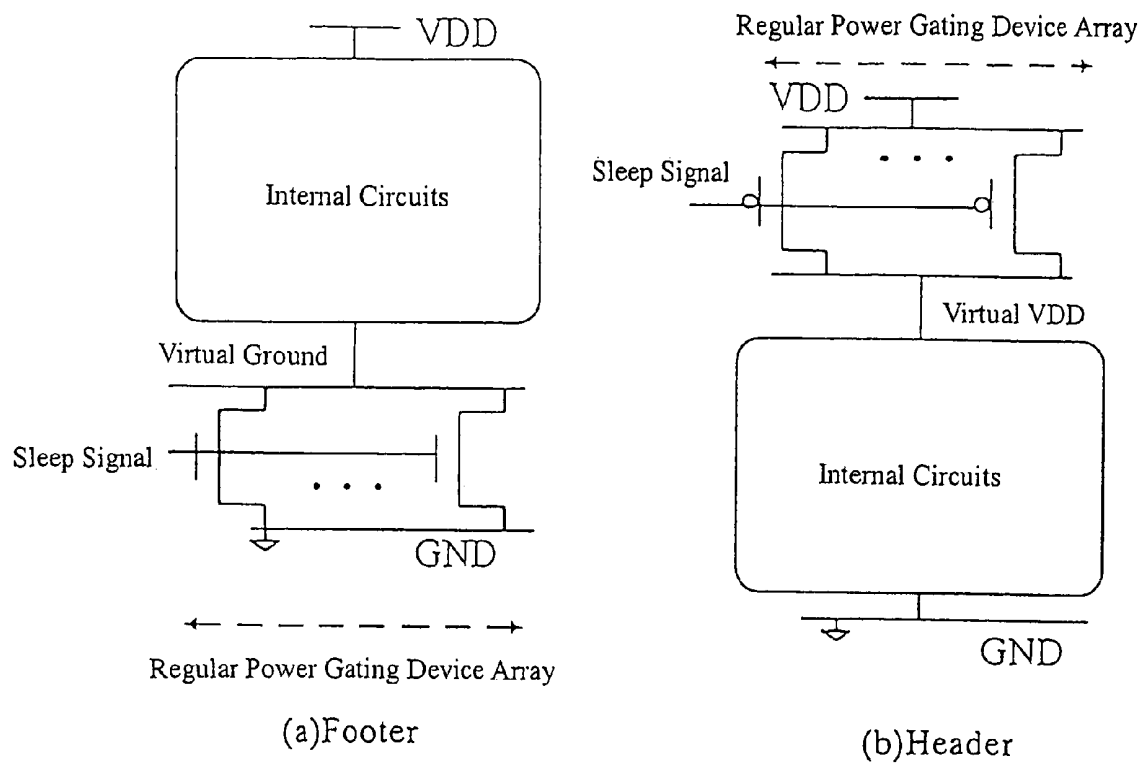 VDD
Internal Circuits
Virtual Ground
Sleep Signal
GND
Regular Power Gating Device Array
(a)Footer
Regular Power Gating Device Array
VDD
Sleep Signal
Virtual VDD
Internal Circuits
GND
(b)Header